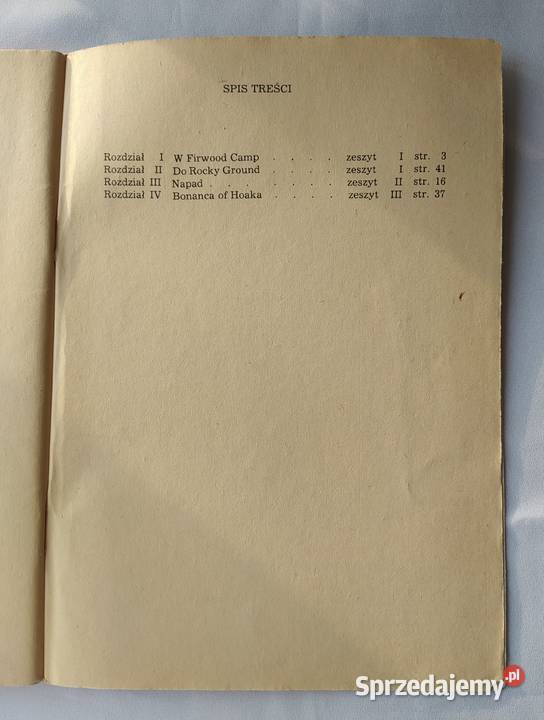 SPIS TREŚCI
Rozdział I W Firwood Camp . . . . zeszyt I str. 3
Rozdział II Do Rocky Ground . . . . zeszyt I str. 41
Rozdział III Napad . . . . . . . zeszyt II str. 16
Rozdział IV Bonanca of Hoaka . . . . zeszyt III str. 37
Sprzedajemy.pl